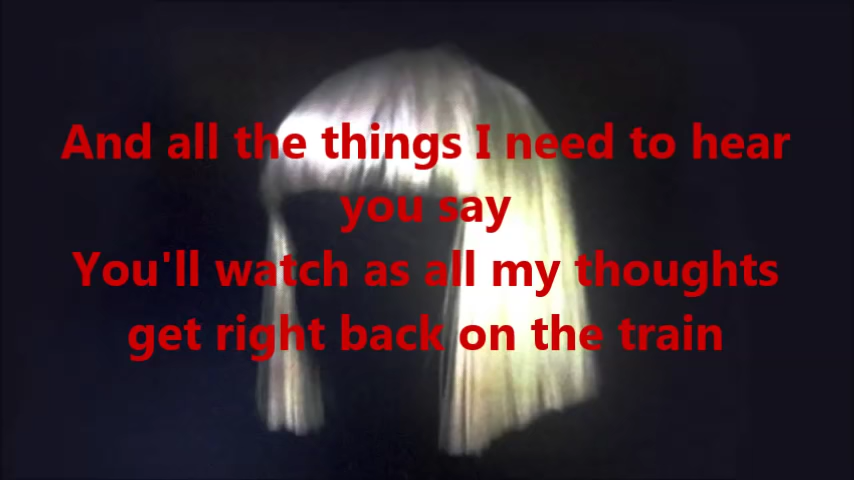 And all the things I need to hear
you say
You'll watch as all my thoughts
get right back on the train